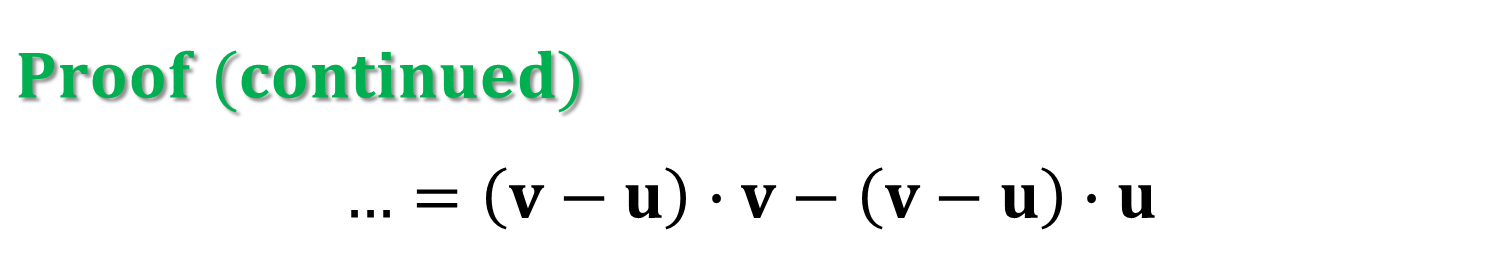 Proof (continued)
… = (v − u) ⋅ v − (v − u) ⋅ u